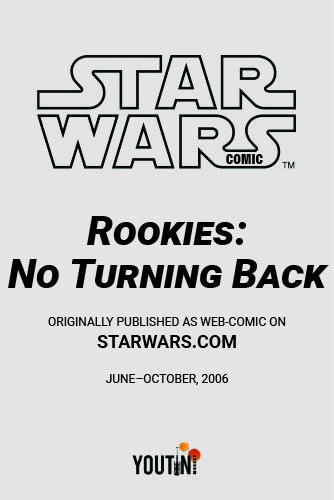 STAR
WARS
COMIC
TM
ROOKIES:
NO TURNING BACK
ORIGINALLY PUBLISHED AS WEB-COMIC ON
STARWARS.COM
JUNE–OCTOBER, 2006
YOUTINI